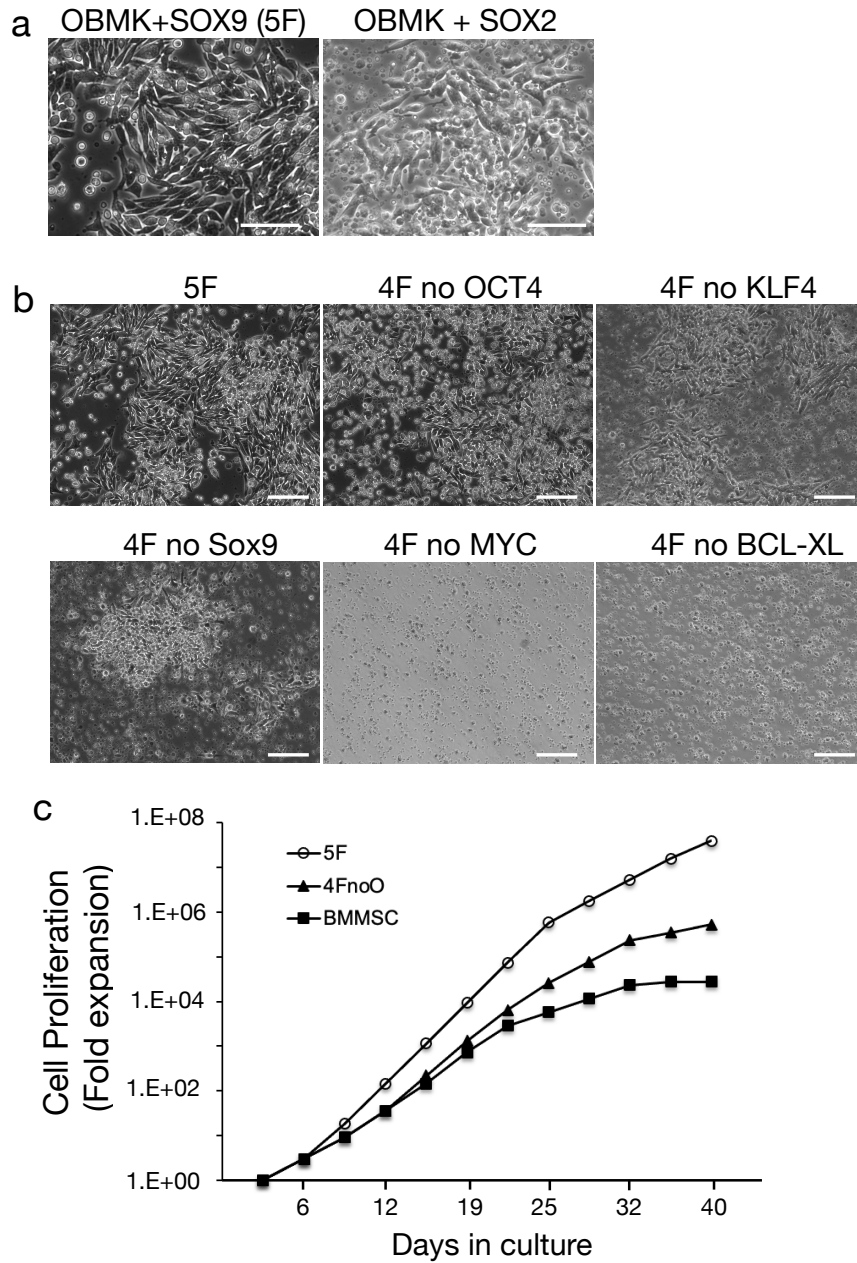 a
OBMK+SOX9 (5F) OBMK + SOX2
b
5F 4F no OCT4 4F no KLF4
4F no Sox9 4F no MYC 4F no BCL-XL
c
Cell Proliferation
(Fold expansion)
1.E+08
1.E+06
1.E+04
1.E+02
1.E+00
5F
4FnoO
BMMSC
6 12 19 25 32 40
Days in culture